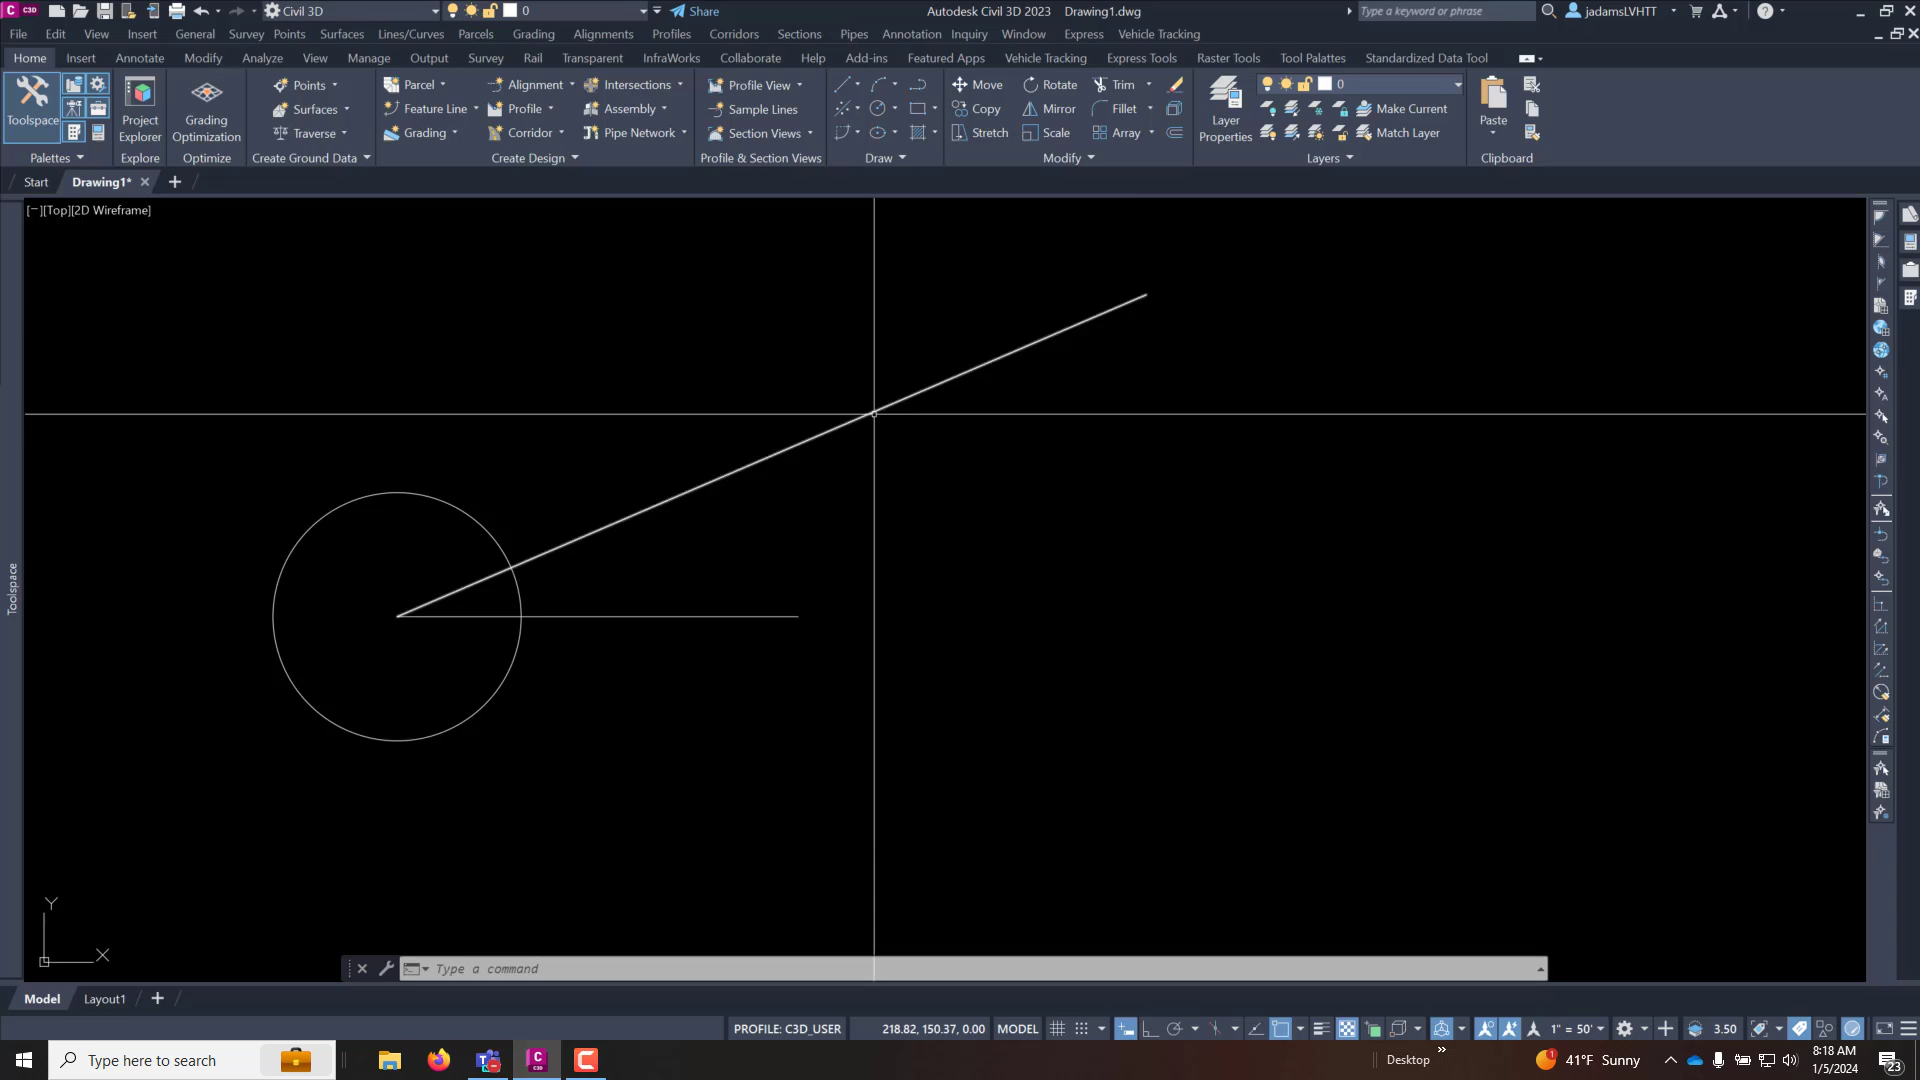 C3D Civil 3D 0 Share Autodesk Civil 3D 2023 Drawing1.dwg Type a keyword or phrase jadamsLVHTT
File Edit View Insert General Survey Points Surfaces Lines/Curves Parcels Grading Alignments Profiles Corridors Sections Pipes Annotation Inquiry Window Express Vehicle Tracking
Home Insert Annotate Modify Analyze View Manage Output Survey Rail Transparent InfraWorks Collaborate Help Add-ins Featured Apps Vehicle Tracking Express Tools Raster Tools Tool Palettes Standardized Data Tool
Points Parcel Alignment Intersections Profile View Move Rotate Trim 0
Surfaces Feature Line Profile Assembly Sample Lines Copy Mirror Fillet Make Current
Toolspace Project Explorer Grading Optimization Layer Properties Paste
Traverse Grading Corridor Pipe Network Section Views Stretch Scale Array Match Layer
Palettes Explore Optimize Create Ground Data Create Design Profile & Section Views Draw Modify Layers Clipboard
Start Drawing1*
[−][Top][2D Wireframe]
Toolspace
Y
X
Type a command
Model Layout1
PROFILE: C3D_USER 218.82, 150.37, 0.00 MODEL 1" = 50' 3.50
Type here to search Desktop 1 41°F Sunny 8:18 AM
1/5/2024 23